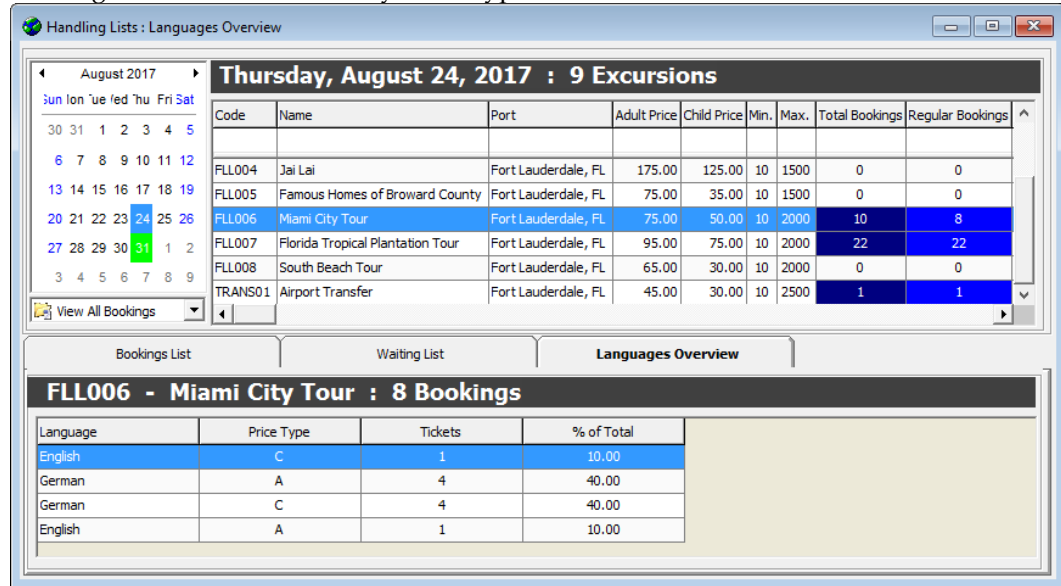 Handling Lists : Languages Overview
August 2017
Sun Mon Tue Wed Thu Fri Sat
30 31 1 2 3 4 5
6 7 8 9 10 11 12
13 14 15 16 17 18 19
20 21 22 23 24 25 26
27 28 29 30 31 1 2
3 4 5 6 7 8 9
View All Bookings
Thursday, August 24, 2017 : 9 Excursions
Code Name Port Adult Price Child Price Min. Max. Total Bookings Regular Bookings
FLL004 Jai Lai Fort Lauderdale, FL 175.00 125.00 10 1500 0 0
FLL005 Famous Homes of Broward County Fort Lauderdale, FL 75.00 35.00 10 1500 0 0
FLL006 Miami City Tour Fort Lauderdale, FL 75.00 50.00 10 2000 10 8
FLL007 Florida Tropical Plantation Tour Fort Lauderdale, FL 95.00 75.00 10 2000 22 22
FLL008 South Beach Tour Fort Lauderdale, FL 65.00 30.00 10 2000 0 0
TRANS01 Airport Transfer Fort Lauderdale, FL 45.00 30.00 10 2500 1 1
Bookings List Waiting List Languages Overview
FLL006 - Miami City Tour : 8 Bookings
Language Price Type Tickets % of Total
English C 1 10.00
German A 4 40.00
German C 4 40.00
English A 1 10.00